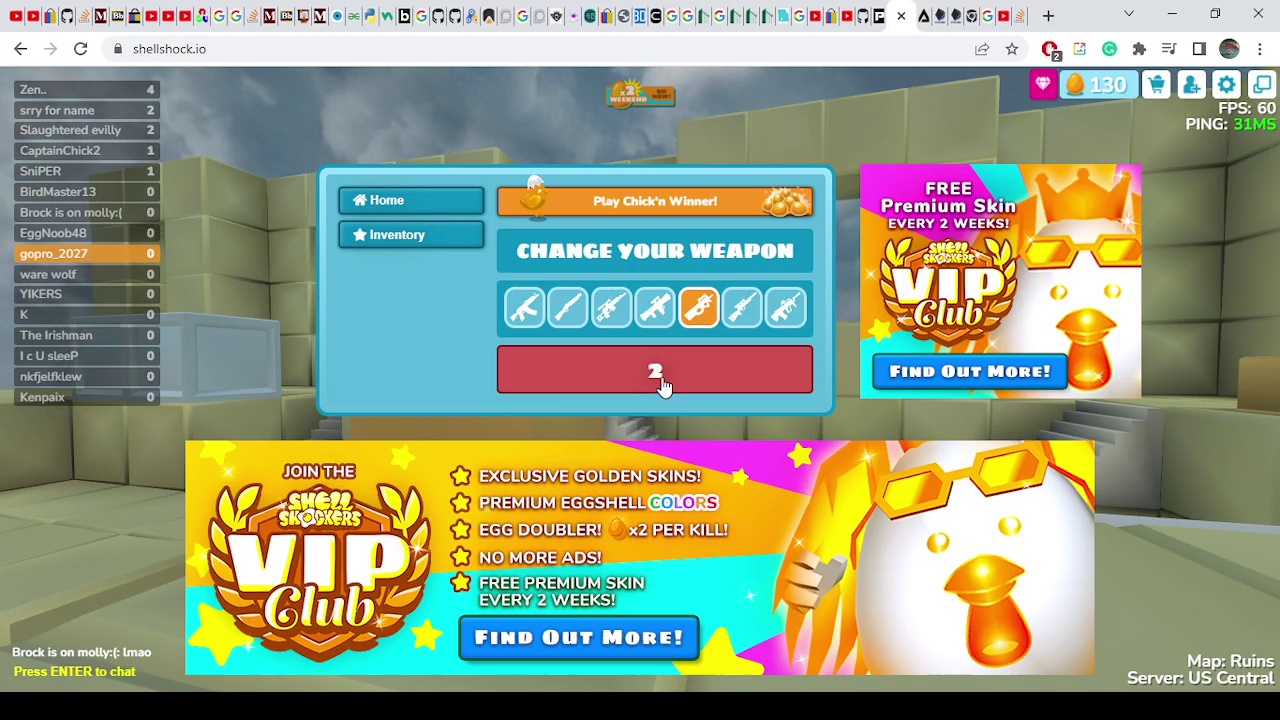 shellshock.io
2
Zen.. 4
srry for name 2
Slaughtered evilly 2
CaptainChick2 1
SniPER 1
BirdMaster13 0
Brock is on molly:( 0
EggNoob48 0
gopro_2027 0
ware wolf 0
YIKERS 0
K 0
The Irishman 0
I c U sleeP 0
nkfjelfklew 0
Kenpaix 0
x2
WEEKEND
ON NOW!
130
FPS: 60
PING: 31MS
Home
Inventory
Play Chick'n Winner!
CHANGE YOUR WEAPON
2
FREE
Premium Skin
EVERY 2 WEEKS!
SHELL
SHOCKERS
VIP
Club
FIND OUT MORE!
JOIN THE
SHELL
SHOCKERS
VIP
Club
EXCLUSIVE GOLDEN SKINS!
PREMIUM EGGSHELL COLORS
EGG DOUBLER! x2 PER KILL!
NO MORE ADS!
FREE PREMIUM SKIN
EVERY 2 WEEKS!
FIND OUT MORE!
Brock is on molly:(: lmao
Press ENTER to chat
Map: Ruins
Server: US Central